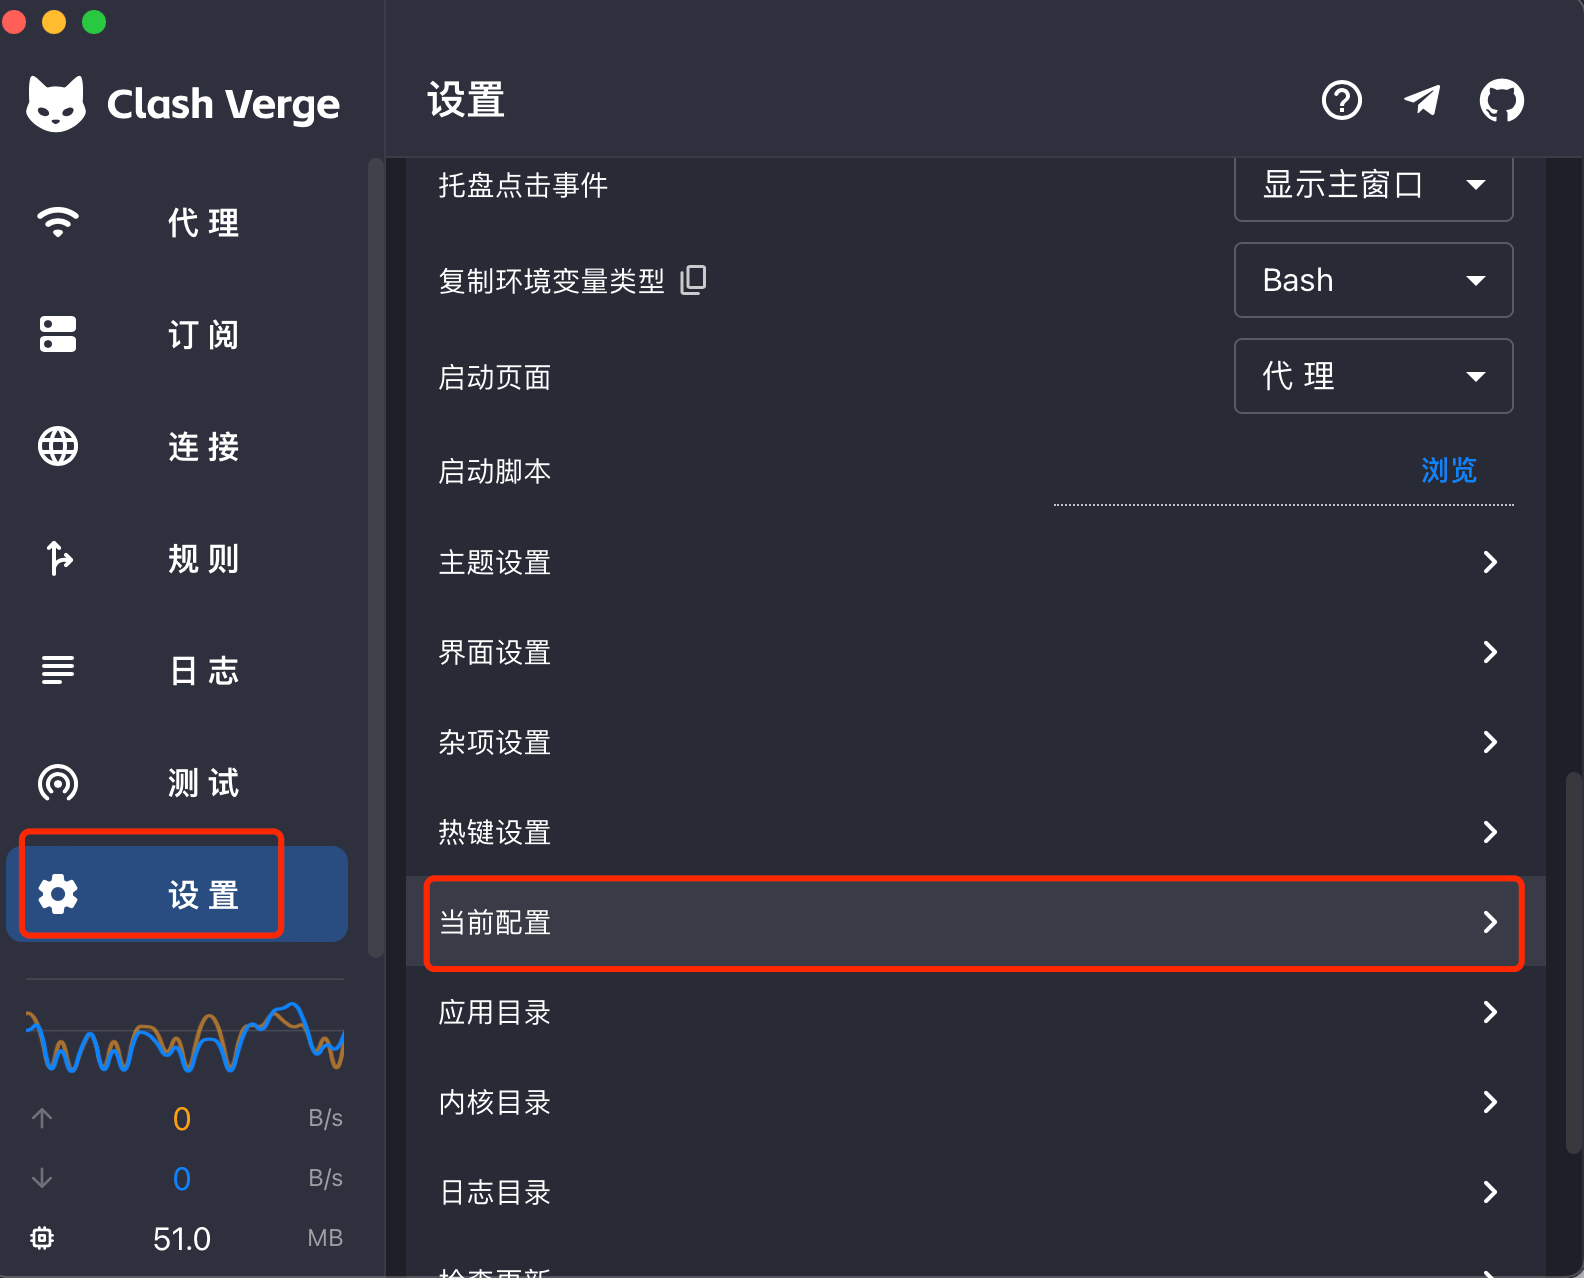 Clash Verge
代 理
订 阅
连 接
规 则
日 志
测 试
设 置
0 B/s
0 B/s
51.0 MB
设置
托盘点击事件 显示主窗口
复制环境变量类型 Bash
启动页面 代 理
启动脚本 浏览
主题设置
界面设置
杂项设置
热键设置
当前配置
应用目录
内核目录
日志目录
检查更新